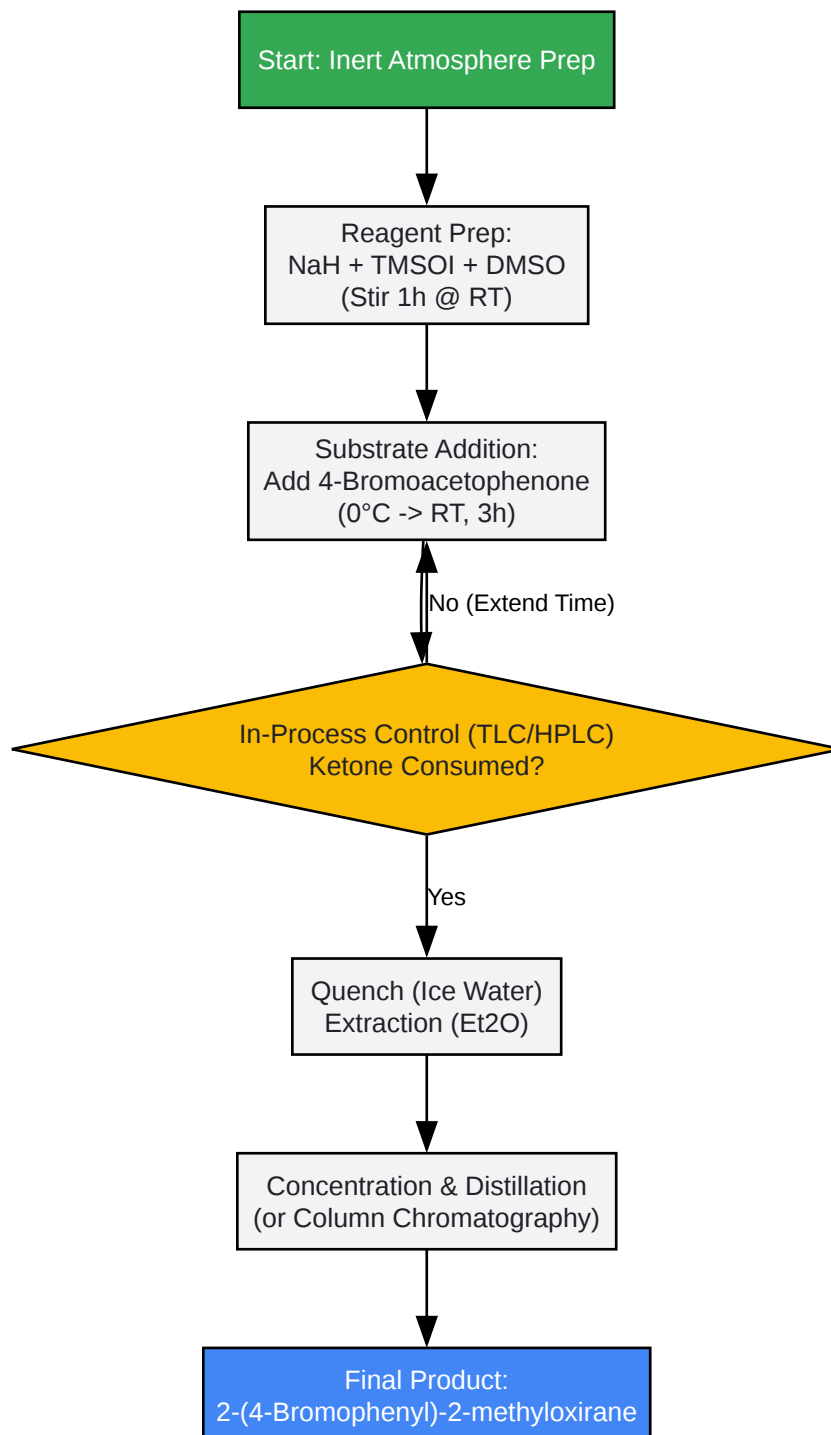 Start: Inert Atmosphere Prep
Reagent Prep:
NaH + TMSOI + DMSO
(Stir 1h @ RT)
Substrate Addition:
Add 4-Bromoacetophenone
(0°C -> RT, 3h)
No (Extend Time)
In-Process Control (TLC/HPLC)
Ketone Consumed?
Yes
Quench (Ice Water)
Extraction (Et2O)
Concentration & Distillation
(or Column Chromatography)
Final Product:
2-(4-Bromophenyl)-2-methyloxirane